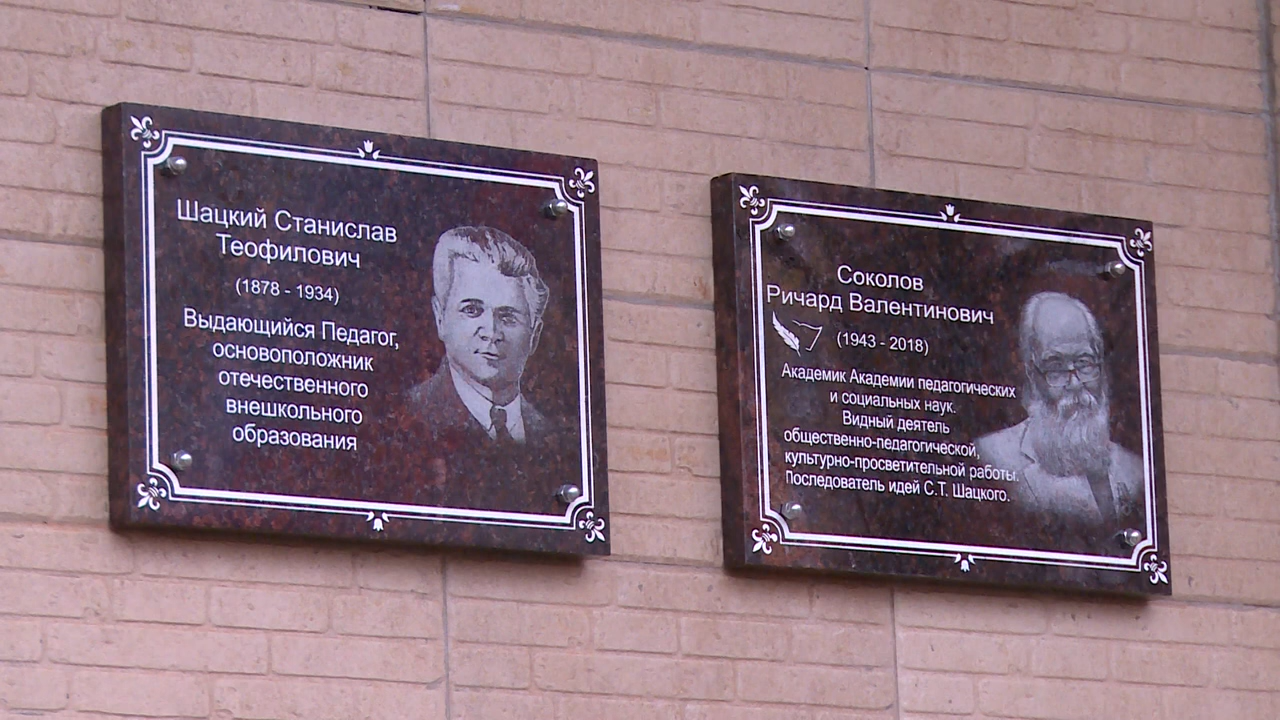 Шацкий Станислав
Теофилович
(1878 - 1934)
Выдающийся Педагог,
основоположник
отечественного
внешкольного
образования
Соколов
Ричард Валентинович
(1943 - 2018)
Академик Академии педагогических
и социальных наук.
Видный деятель
общественно-педагогической,
культурно-просветительной работы.
Последователь идей С.Т. Шацкого.